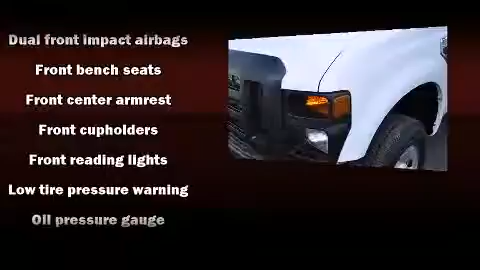 Dual front impact airbags
Front bench seats
Front center armrest
Front cupholders
Front reading lights
Low tire pressure warning
Oil pressure gauge